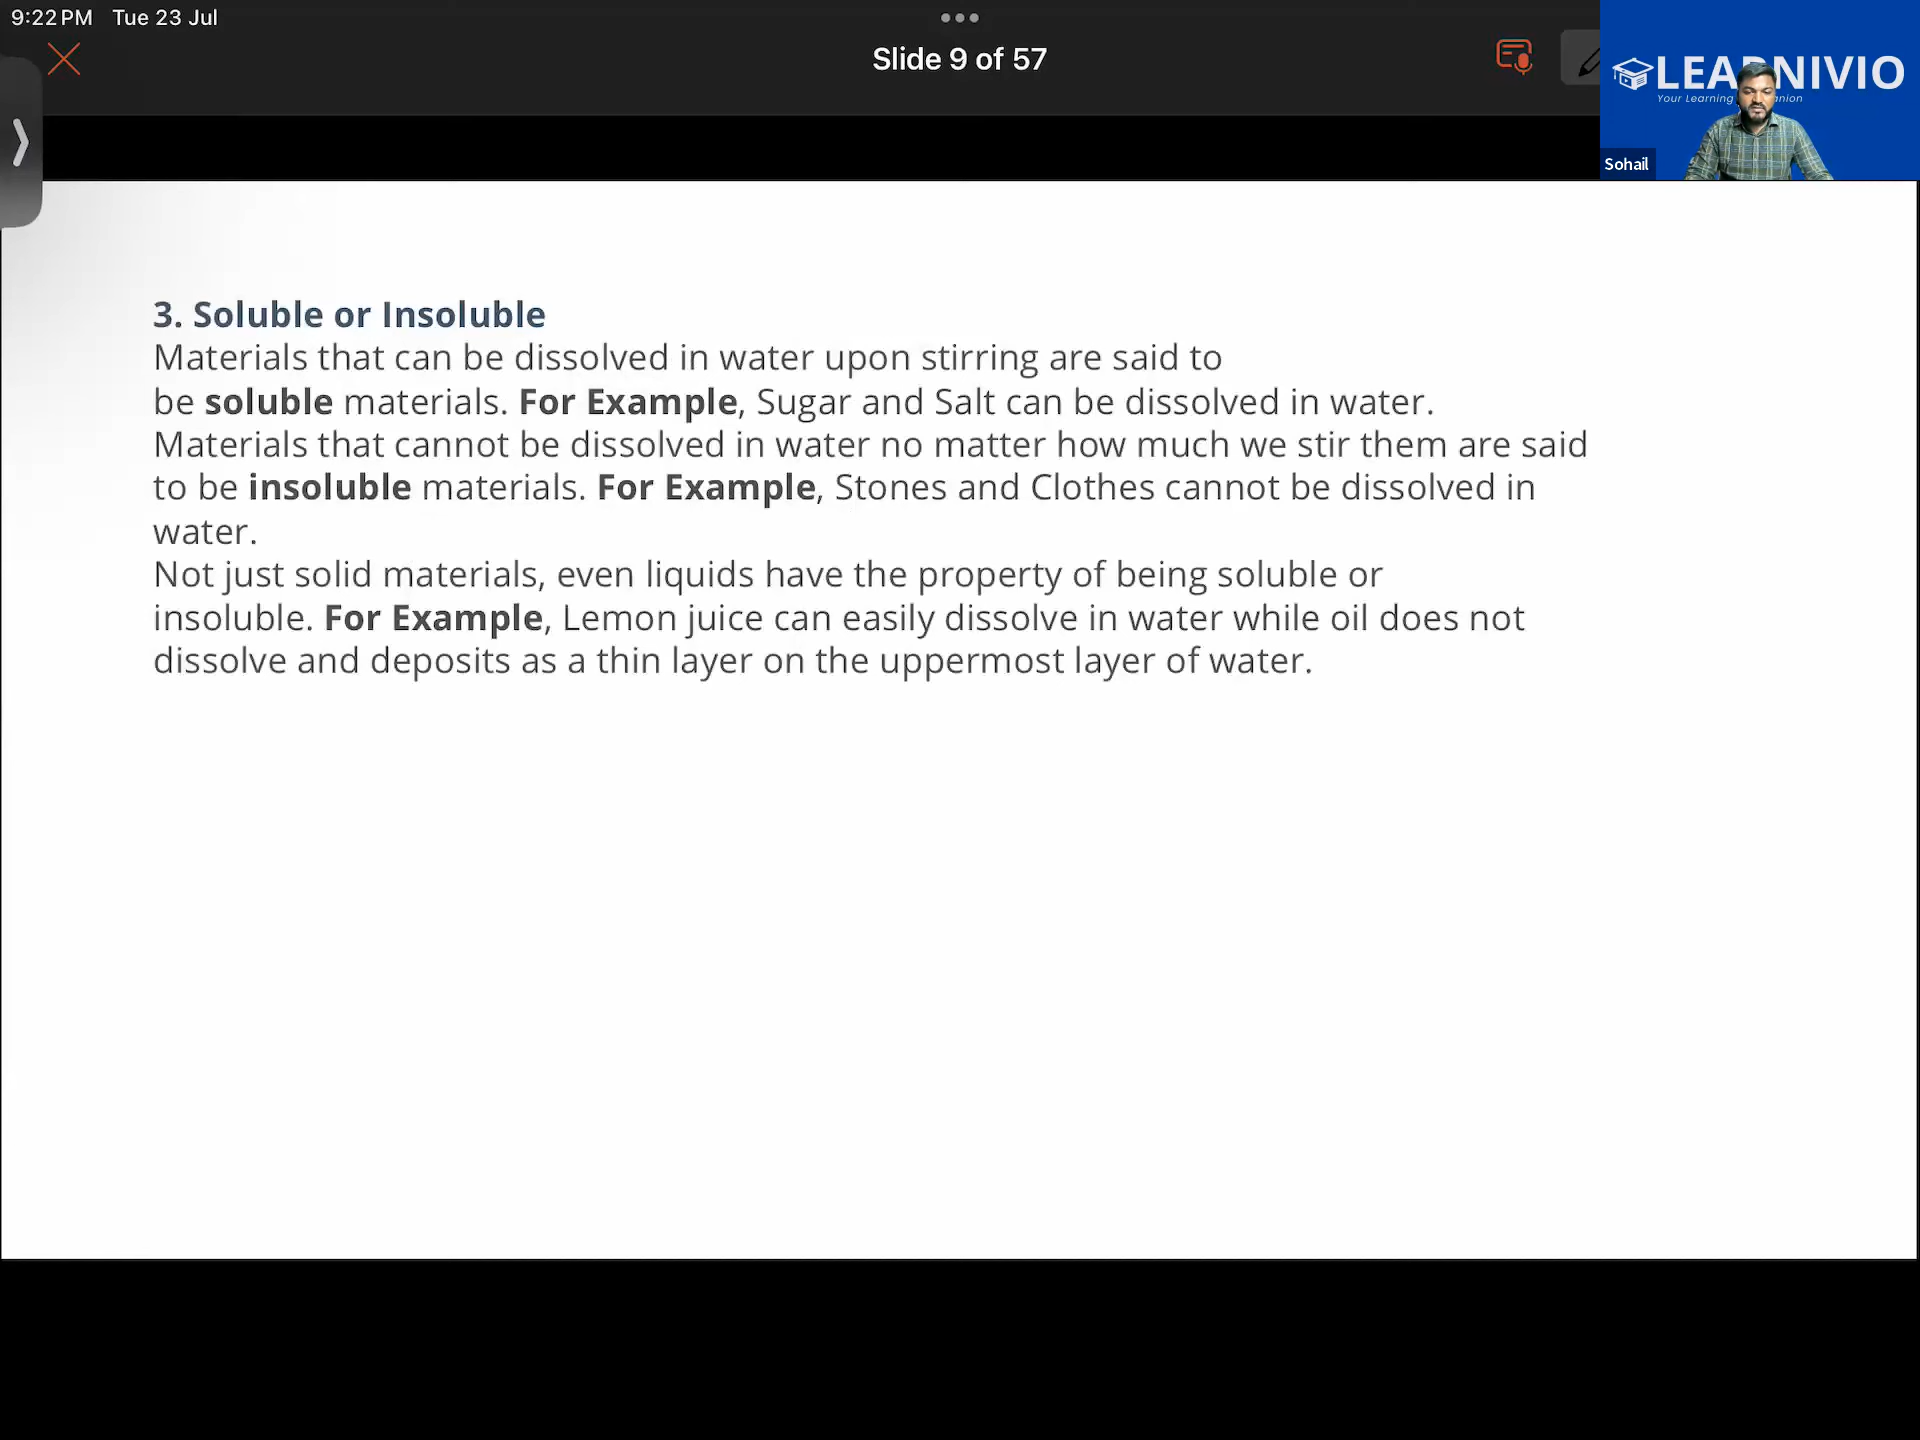 9:22 PM Tue 23 Jul
Slide 9 of 57
LEARNIVIO
Your Learning
Sohail
3. Soluble or Insoluble
Materials that can be dissolved in water upon stirring are said to
be soluble materials. For Example, Sugar and Salt can be dissolved in water.
Materials that cannot be dissolved in water no matter how much we stir them are said
to be insoluble materials. For Example, Stones and Clothes cannot be dissolved in
water.
Not just solid materials, even liquids have the property of being soluble or
insoluble. For Example, Lemon juice can easily dissolve in water while oil does not
dissolve and deposits as a thin layer on the uppermost layer of water.